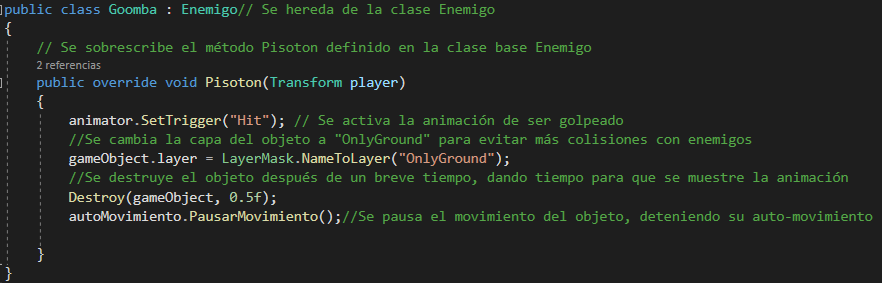 public class Goomba : Enemigo// Se hereda de la clase Enemigo
{
// Se sobrescribe el método Pisoton definido en la clase base Enemigo
2 referencias
public override void Pisoton(Transform player)
{
animator.SetTrigger("Hit"); // Se activa la animación de ser golpeado
//Se cambia la capa del objeto a "OnlyGround" para evitar más colisiones con enemigos
gameObject.layer = LayerMask.NameToLayer("OnlyGround");
//Se destruye el objeto después de un breve tiempo, dando tiempo para que se muestre la animación
Destroy(gameObject, 0.5f);
autoMovimiento.PausarMovimiento();//Se pausa el movimiento del objeto, deteniendo su auto-movimiento
}
}